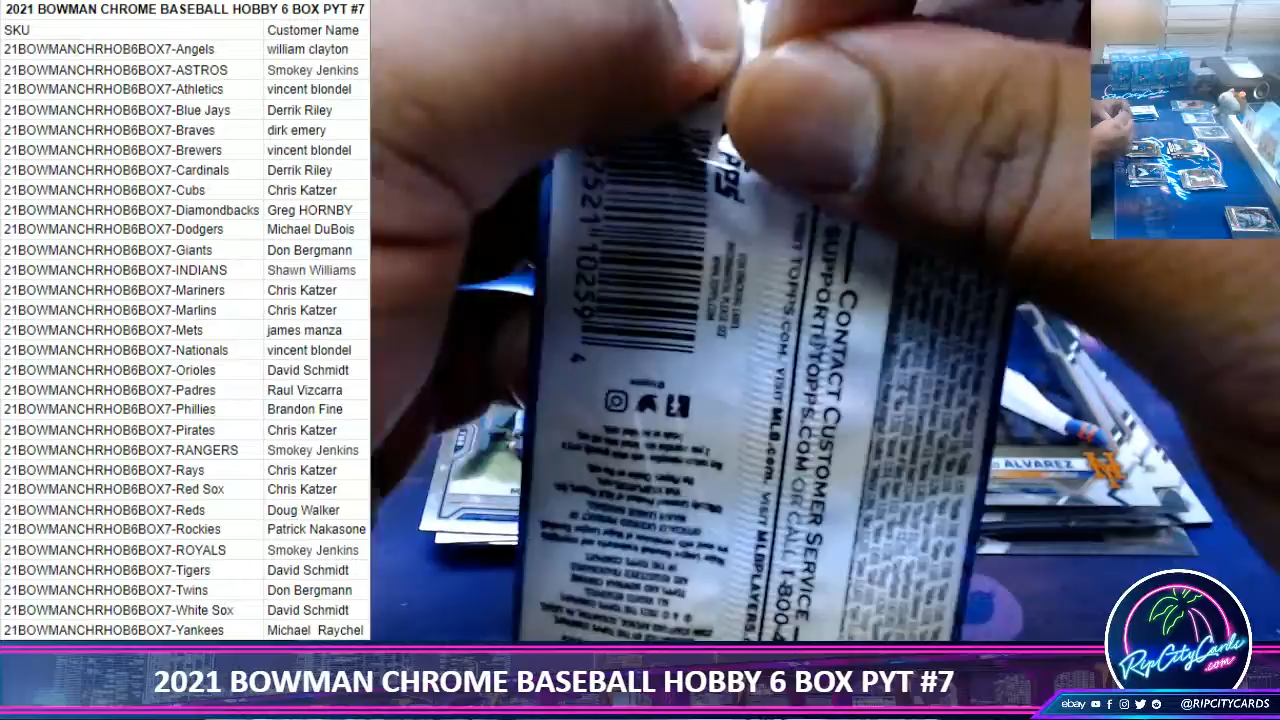 2021 BOWMAN CHROME BASEBALL HOBBY 6 BOX PYT #7
SKU Customer Name
21BOWMANCHRHOB6BOX7-Angels william clayton
21BOWMANCHRHOB6BOX7-ASTROS Smokey Jenkins
21BOWMANCHRHOB6BOX7-Athletics vincent blondel
21BOWMANCHRHOB6BOX7-Blue Jays Derrik Riley
21BOWMANCHRHOB6BOX7-Braves dirk emery
21BOWMANCHRHOB6BOX7-Brewers vincent blondel
21BOWMANCHRHOB6BOX7-Cardinals Derrik Riley
21BOWMANCHRHOB6BOX7-Cubs Chris Katzer
21BOWMANCHRHOB6BOX7-Diamondbacks Greg HORNBY
21BOWMANCHRHOB6BOX7-Dodgers Michael DuBois
21BOWMANCHRHOB6BOX7-Giants Don Bergmann
21BOWMANCHRHOB6BOX7-INDIANS Shawn Williams
21BOWMANCHRHOB6BOX7-Mariners Chris Katzer
21BOWMANCHRHOB6BOX7-Marlins Chris Katzer
21BOWMANCHRHOB6BOX7-Mets james manza
21BOWMANCHRHOB6BOX7-Nationals vincent blondel
21BOWMANCHRHOB6BOX7-Orioles David Schmidt
21BOWMANCHRHOB6BOX7-Padres Raul Vizcarra
21BOWMANCHRHOB6BOX7-Phillies Brandon Fine
21BOWMANCHRHOB6BOX7-Pirates Chris Katzer
21BOWMANCHRHOB6BOX7-RANGERS Smokey Jenkins
21BOWMANCHRHOB6BOX7-Rays Chris Katzer
21BOWMANCHRHOB6BOX7-Red Sox Chris Katzer
21BOWMANCHRHOB6BOX7-Reds Doug Walker
21BOWMANCHRHOB6BOX7-Rockies Patrick Nakasone
21BOWMANCHRHOB6BOX7-ROYALS Smokey Jenkins
21BOWMANCHRHOB6BOX7-Tigers David Schmidt
21BOWMANCHRHOB6BOX7-Twins Don Bergmann
21BOWMANCHRHOB6BOX7-White Sox David Schmidt
21BOWMANCHRHOB6BOX7-Yankees Michael Raychel
CONTACT CUSTOMER SERVICE
SUPPORT@TOPPS.COM OR CALL 1-800-4
VISIT TOPPS.COM, VISIT MLB.com, VISIT MLBPLAYERS.
ALVAREZ
2021 BOWMAN CHROME BASEBALL HOBBY 6 BOX PYT #7
RipCityCards
.com
ebay @RIPCITYCARDS